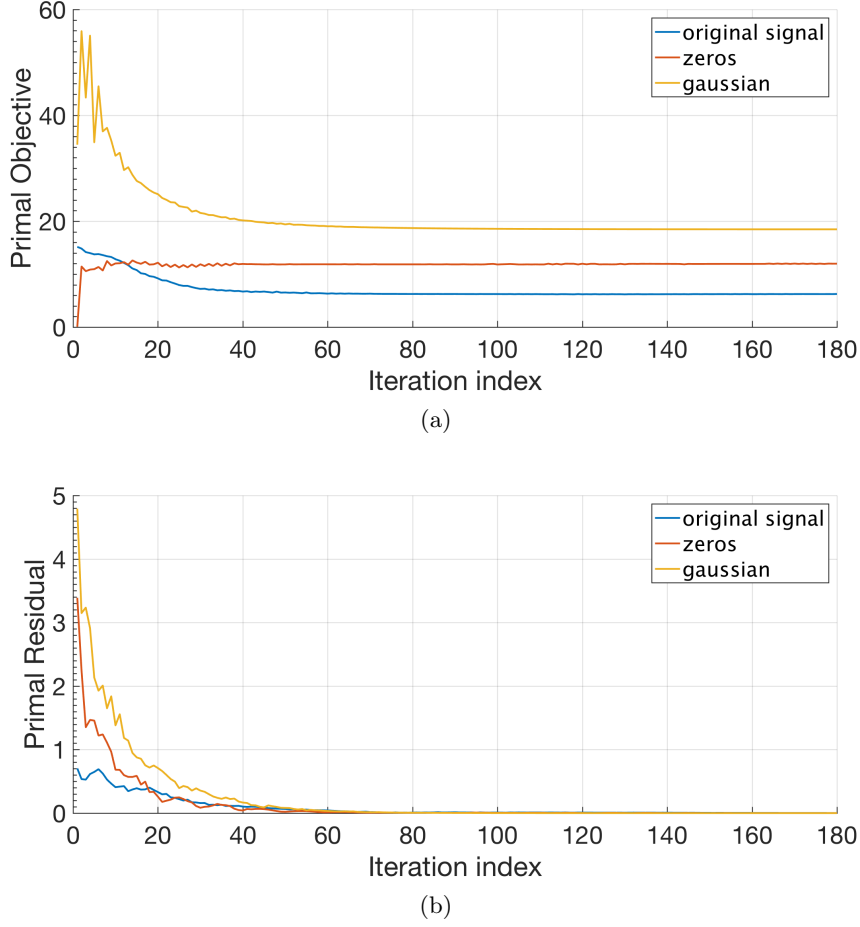 60
40
20
0
Primal Objective
original signal
zeros
gaussian
0 20 40 60 80 100 120 140 160 180
Iteration index
(a)
5
4
3
2
1
0
Primal Residual
original signal
zeros
gaussian
0 20 40 60 80 100 120 140 160 180
Iteration index
(b)